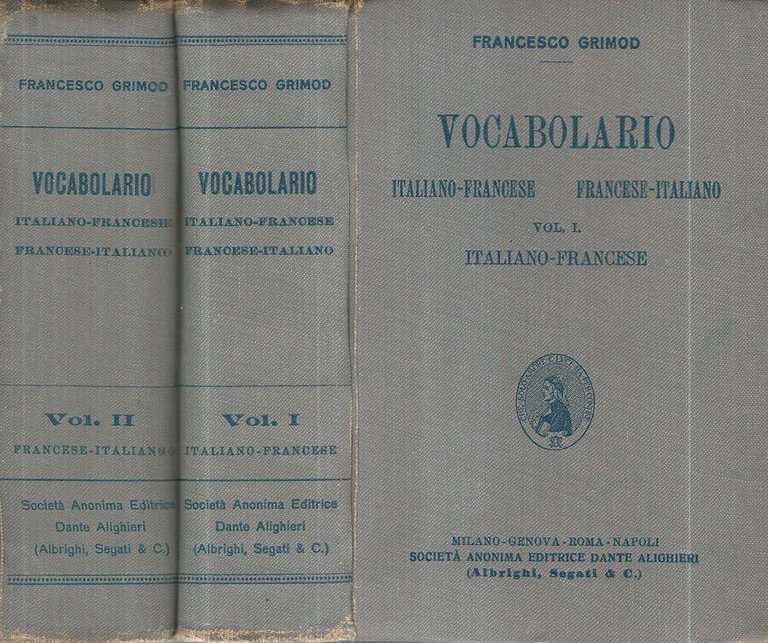 FRANCESCO GRIMOD
VOCABOLARIO
ITALIANO-FRANCESE
FRANCESE-ITALIANO
Vol. II
FRANCESE-ITALIANO
Società Anonima Editrice
Dante Alighieri
(Albrighi, Segati & C.)
FRANCESCO GRIMOD
VOCABOLARIO
ITALIANO-FRANCESE
FRANCESE-ITALIANO
Vol. I
ITALIANO-FRANCESE
Società Anonima Editrice
Dante Alighieri
(Albrighi, Segati & C.)
FRANCESCO GRIMOD
VOCABOLARIO
ITALIANO-FRANCESE FRANCESE-ITALIANO
VOL. I.
ITALIANO-FRANCESE
MILANO-GENOVA-ROMA-NAPOLI
SOCIETÀ ANONIMA EDITRICE DANTE ALIGHIERI
(Albrighi, Segati & C.)